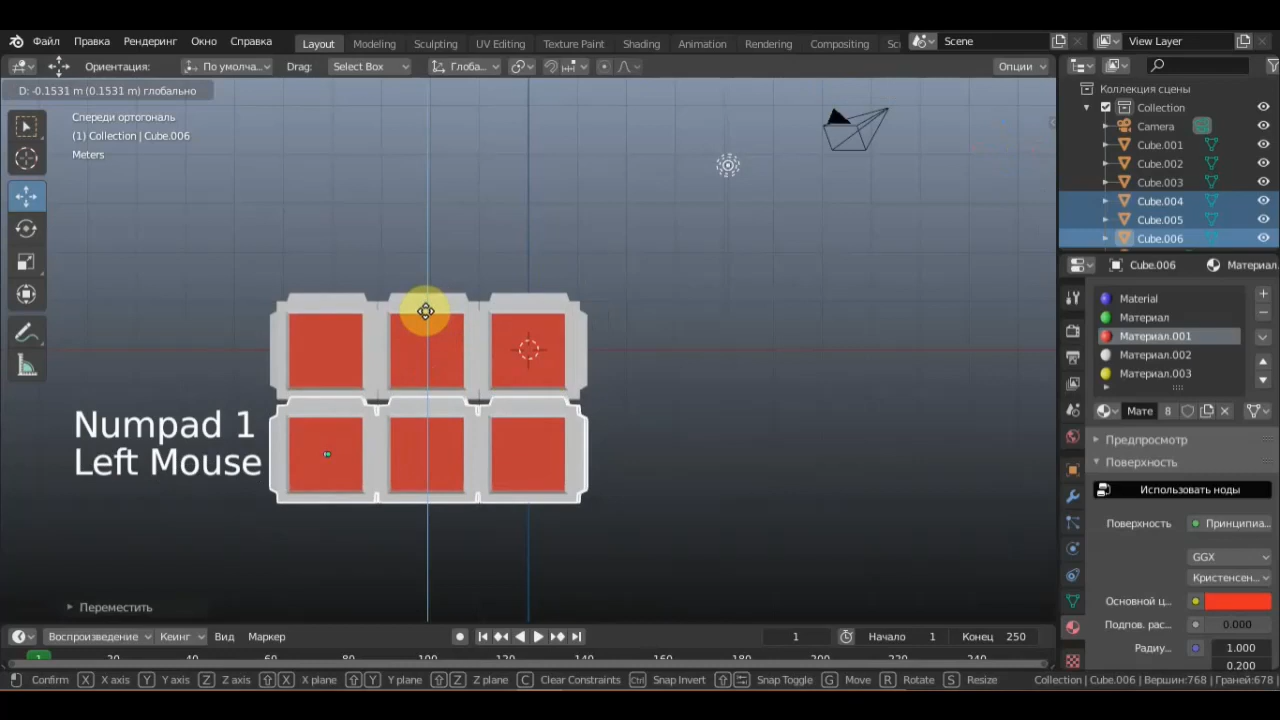 Файл Правка Рендеринг Окно Справка Layout Modeling Sculpting UV Editing Texture Paint Shading Animation Rendering Compositing Sc Scene View Layer
Ориентация: По умолча... Drag: Select Box Глоба... Опции
D: -0.1531 m (0.1531 m) глобально
Спереди ортогональ
(1) Collection | Cube.006
Meters
Numpad 1
Left Mouse
Переместить
Коллекция сцены
Collection
Camera
Cube.001
Cube.002
Cube.003
Cube.004
Cube.005
Cube.006
Cube.006 Материал.
Material
Материал
Материал.001
Материал.002
Материал.003
Мате 8
Предпросмотр
Поверхность
Использовать ноды
Поверхность Принципиа...
GGX
Кристенсен...
Основной ц...
Подпов. рас... 0.000
Радиу... 1.000
0.200
Воспроизведение Кеинг Вид Маркер 1 Начало 1 Конец 250
Confirm X X axis Y Y axis Z Z axis X X plane Y Y plane Z Z plane C Clear Constraints Ctrl Snap Invert Snap Toggle G Move R Rotate S Resize Collection | Cube.006 | Вершин:768 | Граней:678 |